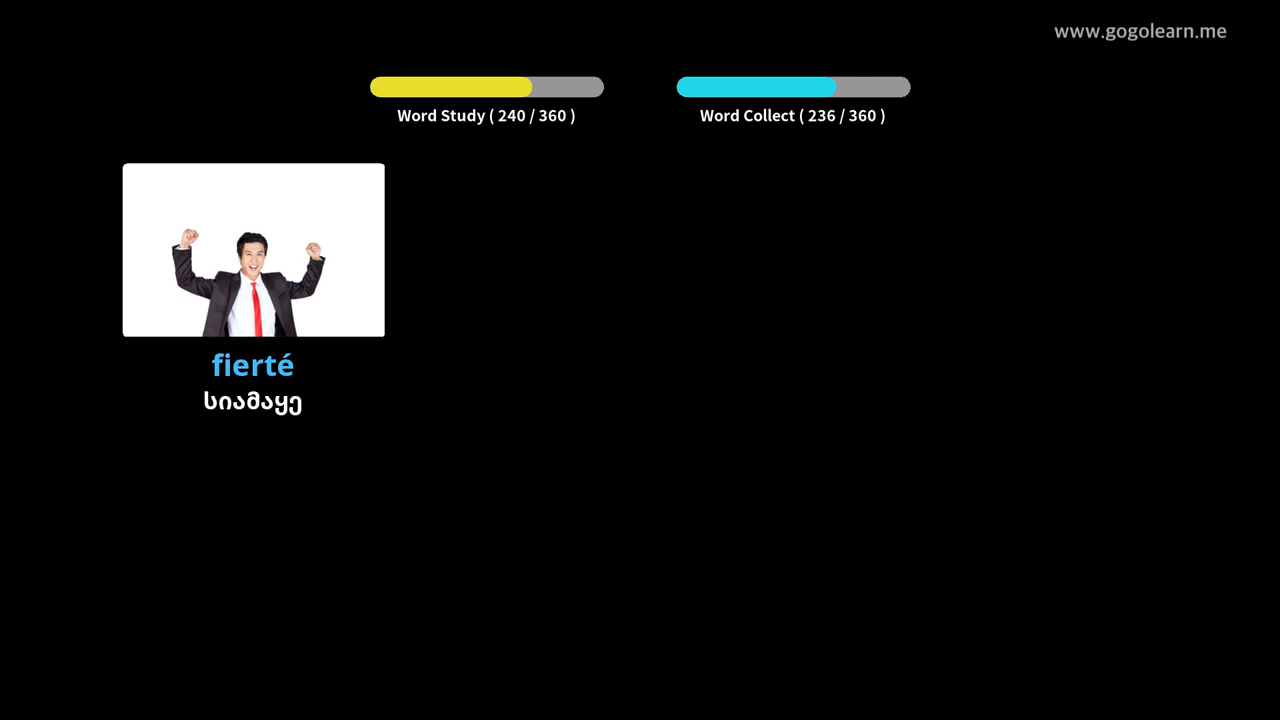 www.gogolearn.me
Word Study ( 240 / 360 )
Word Collect ( 236 / 360 )
fierté
სიამაყე